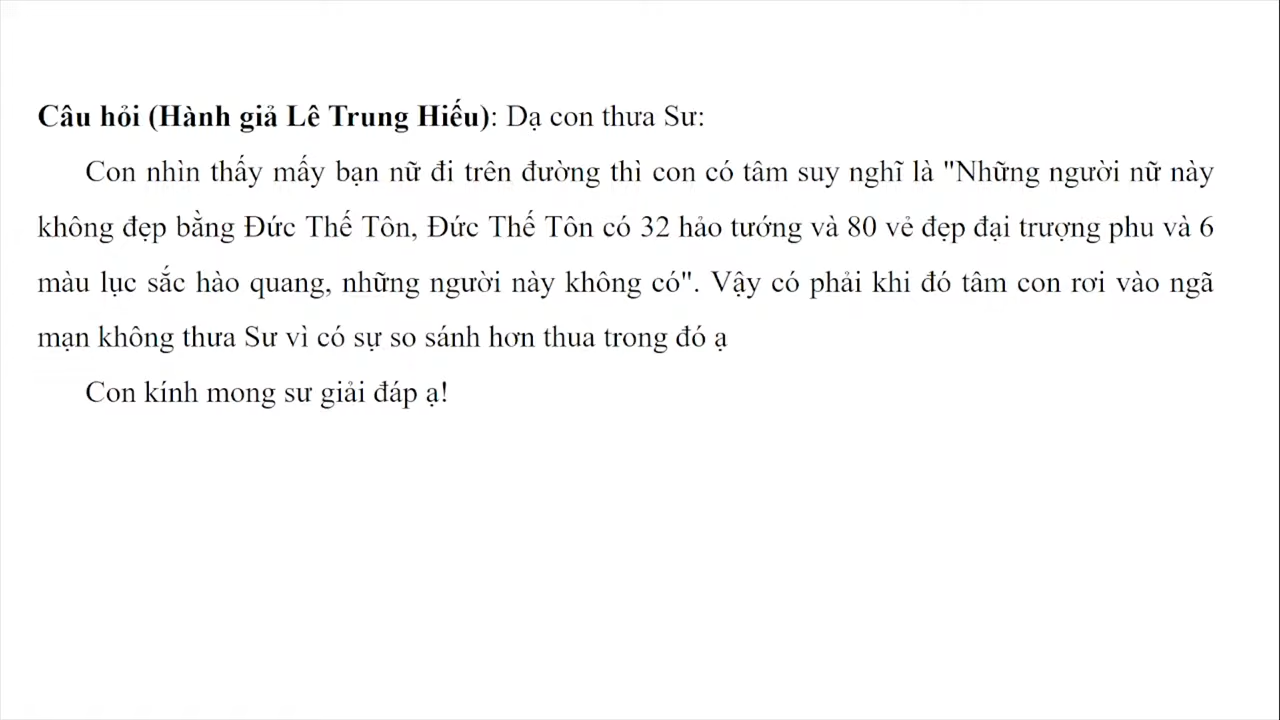 Câu hỏi (Hành giả Lê Trung Hiếu): Dạ con thưa Sư:
Con nhìn thấy mấy bạn nữ đi trên đường thì con có tâm suy nghĩ là "Những người nữ này
không đẹp bằng Đức Thế Tôn, Đức Thế Tôn có 32 hảo tướng và 80 vẻ đẹp đại trượng phu và 6
màu lục sắc hào quang, những người này không có". Vậy có phải khi đó tâm con rơi vào ngã
mạn không thưa Sư vì có sự so sánh hơn thua trong đó ạ
Con kính mong sư giải đáp ạ!